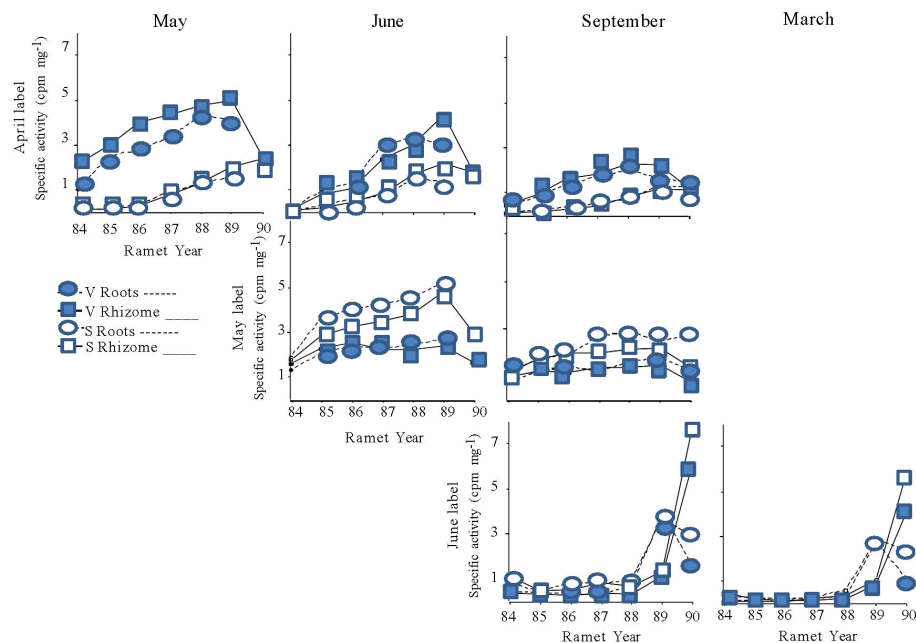 May June September March
April label
Specific activity (cpm mg-1)
7
5
3
1
84 85 86 87 88 89 90
Ramet Year
V Roots -----
V Rhizome ____
S Roots -----
S Rhizome ____
May label
Specific activity (cpm mg-1)
7
5
3
1
84 85 86 87 88 89 90
Ramet Year
June label
Specific activity (cpm mg-1)
7
5
3
1
84 85 86 87 88 89 90
Ramet Year
84 85 86 87 88 89 90
Ramet Year